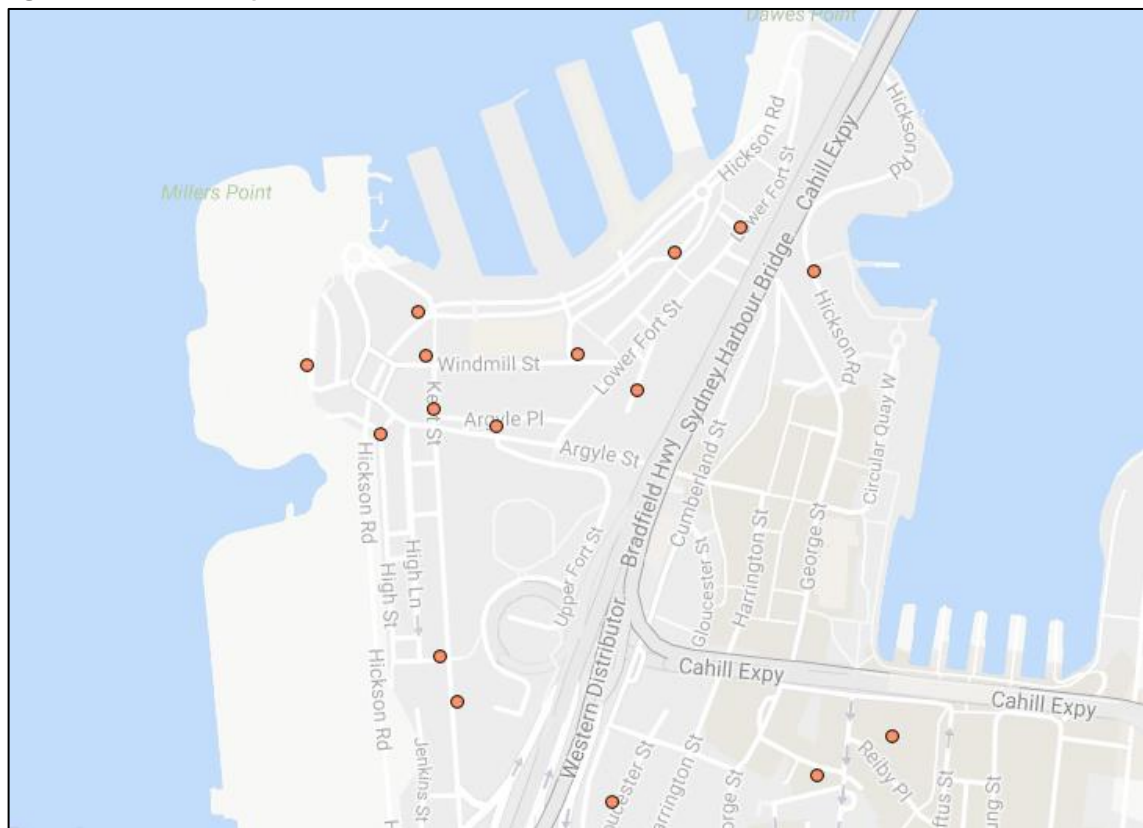 Dawes Point
Millers Point
Hickson Rd
Hickson Rd
Lower Fort St
Cahill Expy
Sydney Harbour Bridge
Hickson Rd
Lower Fort St
Windmill St
Kent St
Argyle Pl
Argyle St
Bradfield Hwy
Cumberland St
Circular Quay W
Hickson Rd
High Ln
High St
Upper Fort St
Gloucester St
Harrington St
George St
Western Distributor
Cahill Expy
Cahill Expy
Hickson Rd
Jenkins St
Reiby Pl